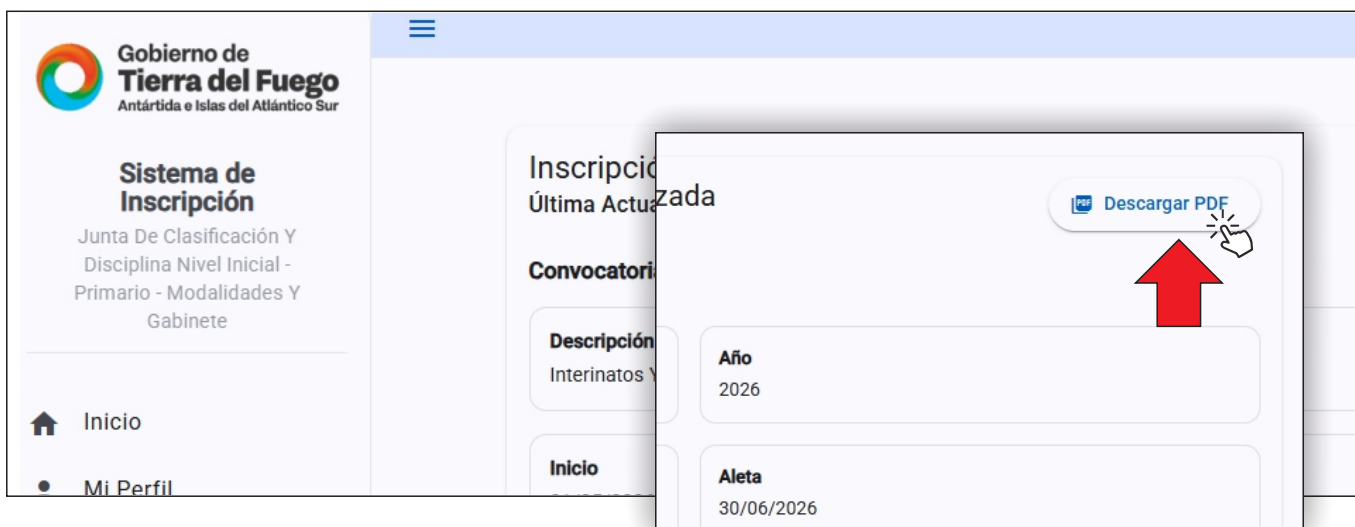 Gobierno de
Tierra del Fuego
Antártida e Islas del Atlántico Sur
Sistema de
Inscripción
Junta De Clasificación Y
Disciplina Nivel Inicial -
Primario - Modalidades Y
Gabinete
Inicio
Mi Perfil
Inscripció
Última Actua
Convocatori
Descripción
Interinatos Y
Inicio
zada
PDF Descargar PDF
Año
2026
Aleta
30/06/2026